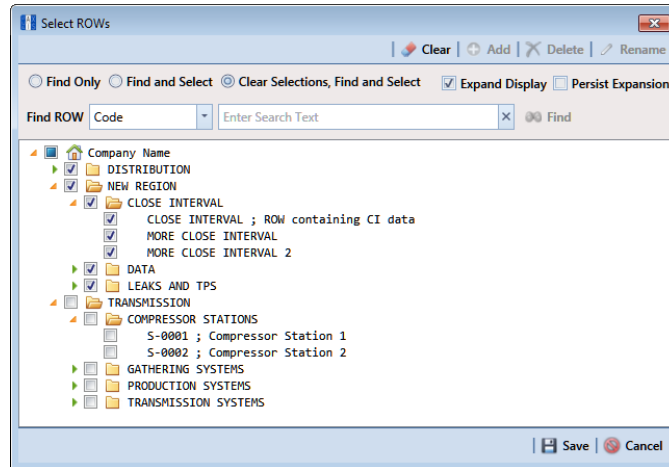 Select ROWs
Clear Add Delete Rename
Find Only Find and Select Clear Selections, Find and Select Expand Display Persist Expansion
Find ROW Code Enter Search Text Find
Company Name
DISTRIBUTION
NEW REGION
CLOSE INTERVAL
CLOSE INTERVAL ; ROW containing CI data
MORE CLOSE INTERVAL
MORE CLOSE INTERVAL 2
DATA
LEAKS AND TPS
TRANSMISSION
COMPRESSOR STATIONS
S-0001 ; Compressor Station 1
S-0002 ; Compressor Station 2
GATHERING SYSTEMS
PRODUCTION SYSTEMS
TRANSMISSION SYSTEMS
Save Cancel